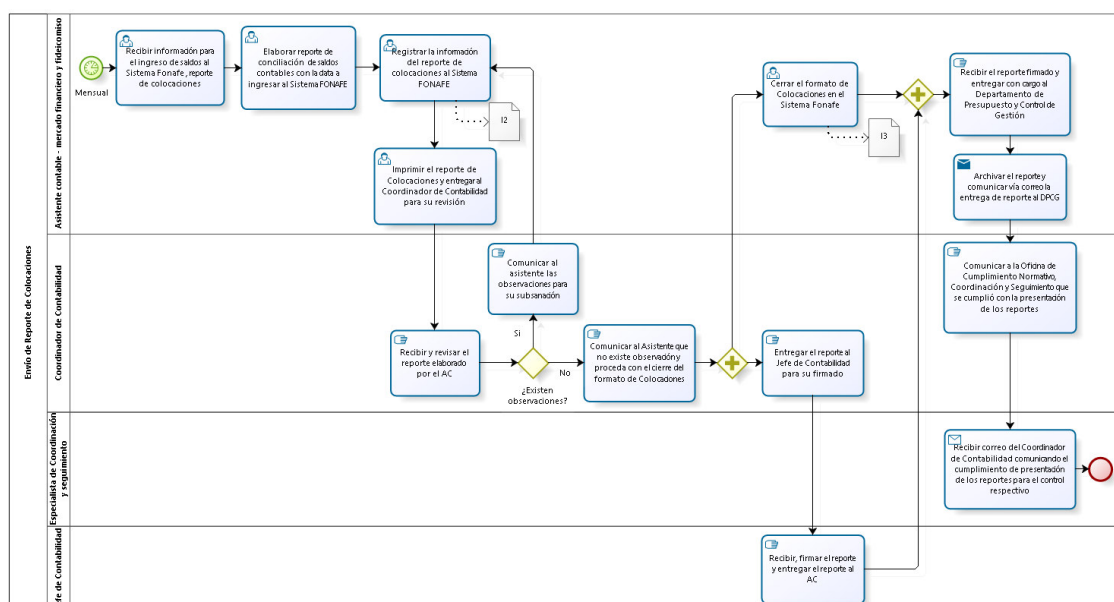 Envío de Reporte de Colocaciones
Asistente contable - mercado financiero y fideicomiso
Mensual
Recibir información para
el ingreso de saldos al
Sistema Fonafe, reporte
de colocaciones
Elaborar reporte de
conciliación de saldos
contables con la data a
ingresar al Sistema FONAFE
Registrar la información
del reporte de
colocaciones al Sistema
FONAFE
I2
Imprimir el reporte de
Colocaciones y entregar al
Coordinador de Contabilidad
para su revisión
Cerrar el formato de
Colocaciones en el
Sistema Fonafe
I3
Recibir el reporte firmado y
entregar con cargo al
Departamento de
Presupuesto y Control de
Gestión
Archivar el reporte y
comunicar vía correo la
entrega de reporte al DPCG
Coordinador de Contabilidad
Comunicar al
asistente las
observaciones para
su subsanación
Recibir y revisar el
reporte elaborado
por el AC
Si
No
¿Existen
observaciones?
Comunicar al Asistente que
no existe observación y
proceda con el cierre del
formato de Colocaciones
Entregar el reporte al
Jefe de Contabilidad
para su firmado
Comunicar a la Oficina de
Cumplimiento Normativo,
Coordinación y Seguimiento que
se cumplió con la presentación
de los reportes
Especialista de Coordinación
y seguimiento
Recibir correo del Coordinador
de Contabilidad comunicando el
cumplimiento de presentación
de los reportes para el control
respectivo
fe de Contabilidad
Recibir, firmar el reporte
y entregar el reporte al
AC